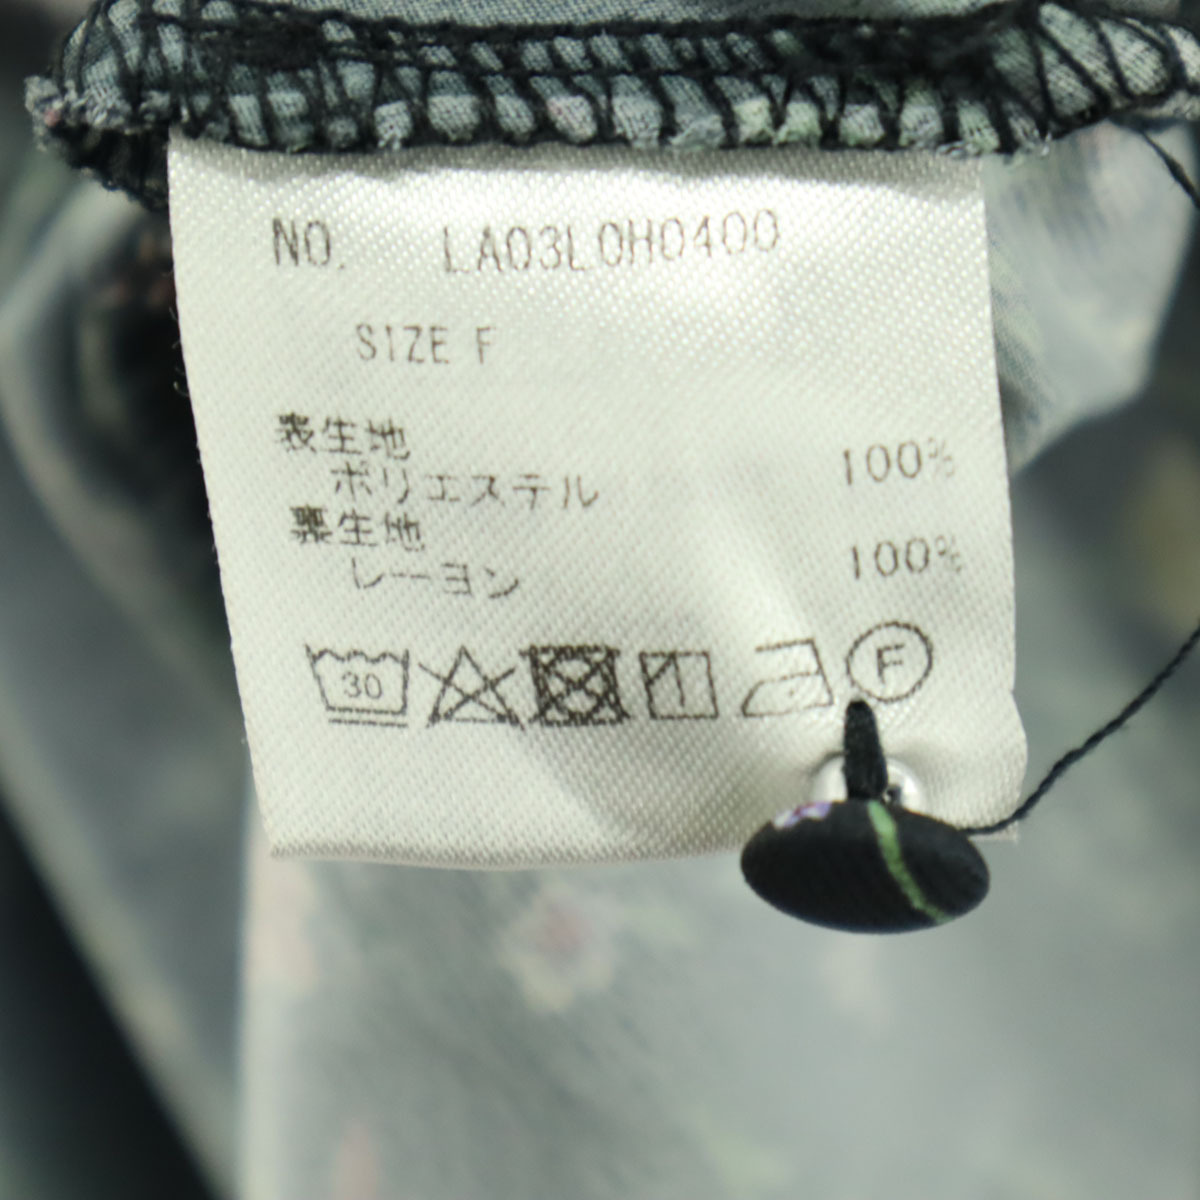 NO. LA03L0H0400
SIZE F
表生地
ポリエステル 100%
裏生地
レーヨン 100%
30 F